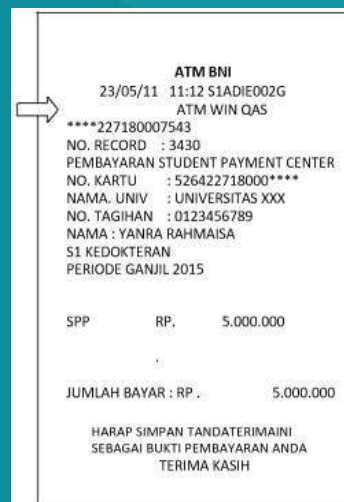 ATM BNI
23/05/11 11:12 S1ADIE002G
ATM WIN QAS
****227180007543
NO. RECORD : 3430
PEMBAYARAN STUDENT PAYMENT CENTER
NO. KARTU : 526422718000****
NAMA. UNIV : UNIVERSITAS XXX
NO. TAGIHAN : 0123456789
NAMA : YANRA RAHMAISA
S1 KEDOKTERAN
PERIODE GANJIL 2015
SPP RP. 5.000.000
.
JUMLAH BAYAR : RP . 5.000.000
HARAP SIMPAN TANDATERIMAINI
SEBAGAI BUKTI PEMBAYARAN ANDA
TERIMA KASIH